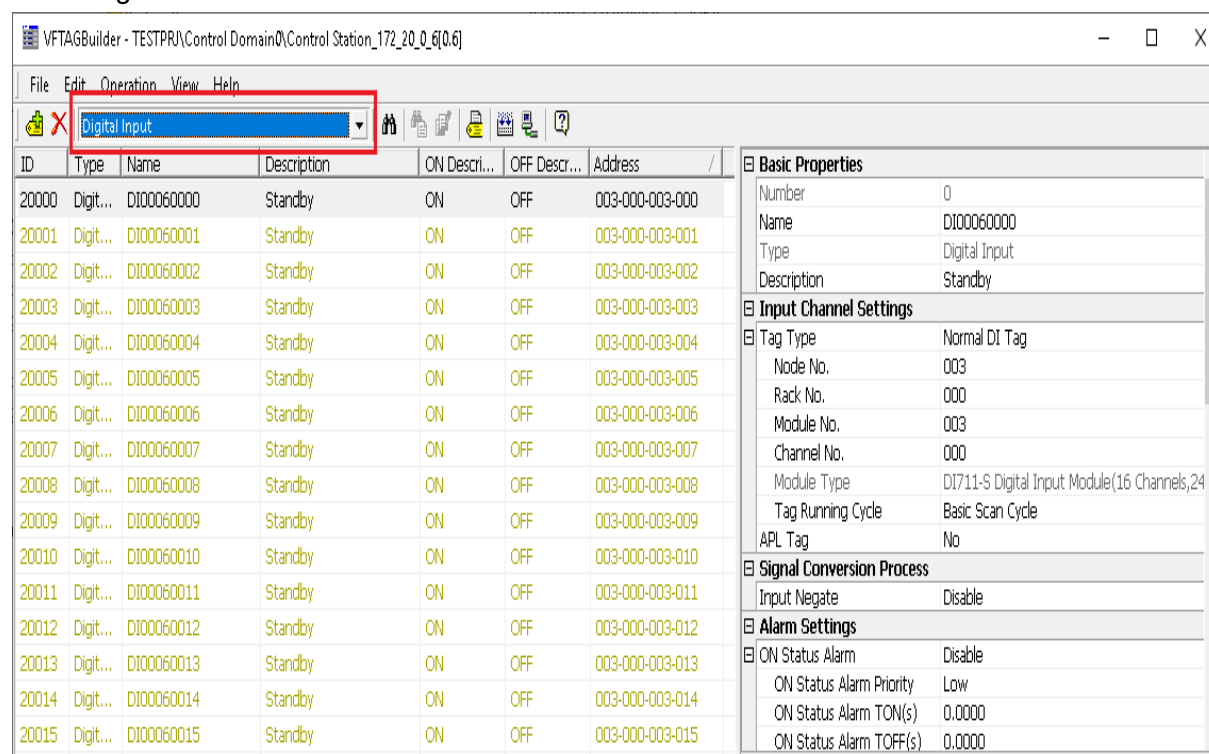 VFTAGBuilder - TESTPRJ\Control Domain0\Control Station_172_20_0_6[0.6]
File Edit Operation View Help
Digital Input
ID Type Name Description ON Descri... OFF Descr... Address
20000 Digit... DI00060000 Standby ON OFF 003-000-003-000
20001 Digit... DI00060001 Standby ON OFF 003-000-003-001
20002 Digit... DI00060002 Standby ON OFF 003-000-003-002
20003 Digit... DI00060003 Standby ON OFF 003-000-003-003
20004 Digit... DI00060004 Standby ON OFF 003-000-003-004
20005 Digit... DI00060005 Standby ON OFF 003-000-003-005
20006 Digit... DI00060006 Standby ON OFF 003-000-003-006
20007 Digit... DI00060007 Standby ON OFF 003-000-003-007
20008 Digit... DI00060008 Standby ON OFF 003-000-003-008
20009 Digit... DI00060009 Standby ON OFF 003-000-003-009
20010 Digit... DI00060010 Standby ON OFF 003-000-003-010
20011 Digit... DI00060011 Standby ON OFF 003-000-003-011
20012 Digit... DI00060012 Standby ON OFF 003-000-003-012
20013 Digit... DI00060013 Standby ON OFF 003-000-003-013
20014 Digit... DI00060014 Standby ON OFF 003-000-003-014
20015 Digit... DI00060015 Standby ON OFF 003-000-003-015
Basic Properties
Number 0
Name DI00060000
Type Digital Input
Description Standby
Input Channel Settings
Tag Type Normal DI Tag
Node No. 003
Rack No. 000
Module No. 003
Channel No. 000
Module Type DI711-S Digital Input Module(16 Channels,24
Tag Running Cycle Basic Scan Cycle
APL Tag No
Signal Conversion Process
Input Negate Disable
Alarm Settings
ON Status Alarm Disable
ON Status Alarm Priority Low
ON Status Alarm TON(s) 0.0000
ON Status Alarm TOFF(s) 0.0000